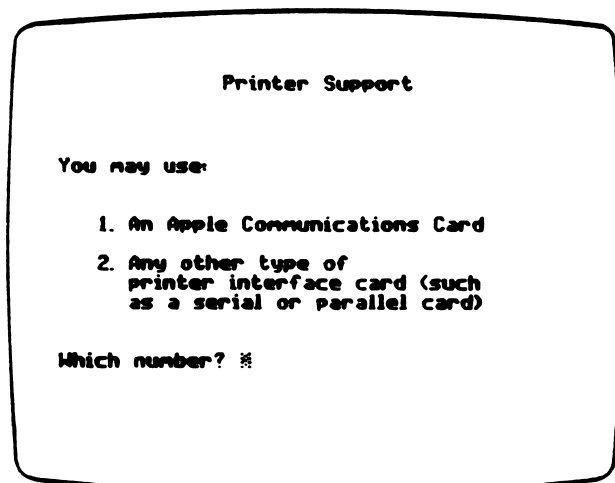 Printer Support
You may use:
1. An Apple Communications Card
2. Any other type of
printer interface card (such
as a serial or parallel card)
Which number?